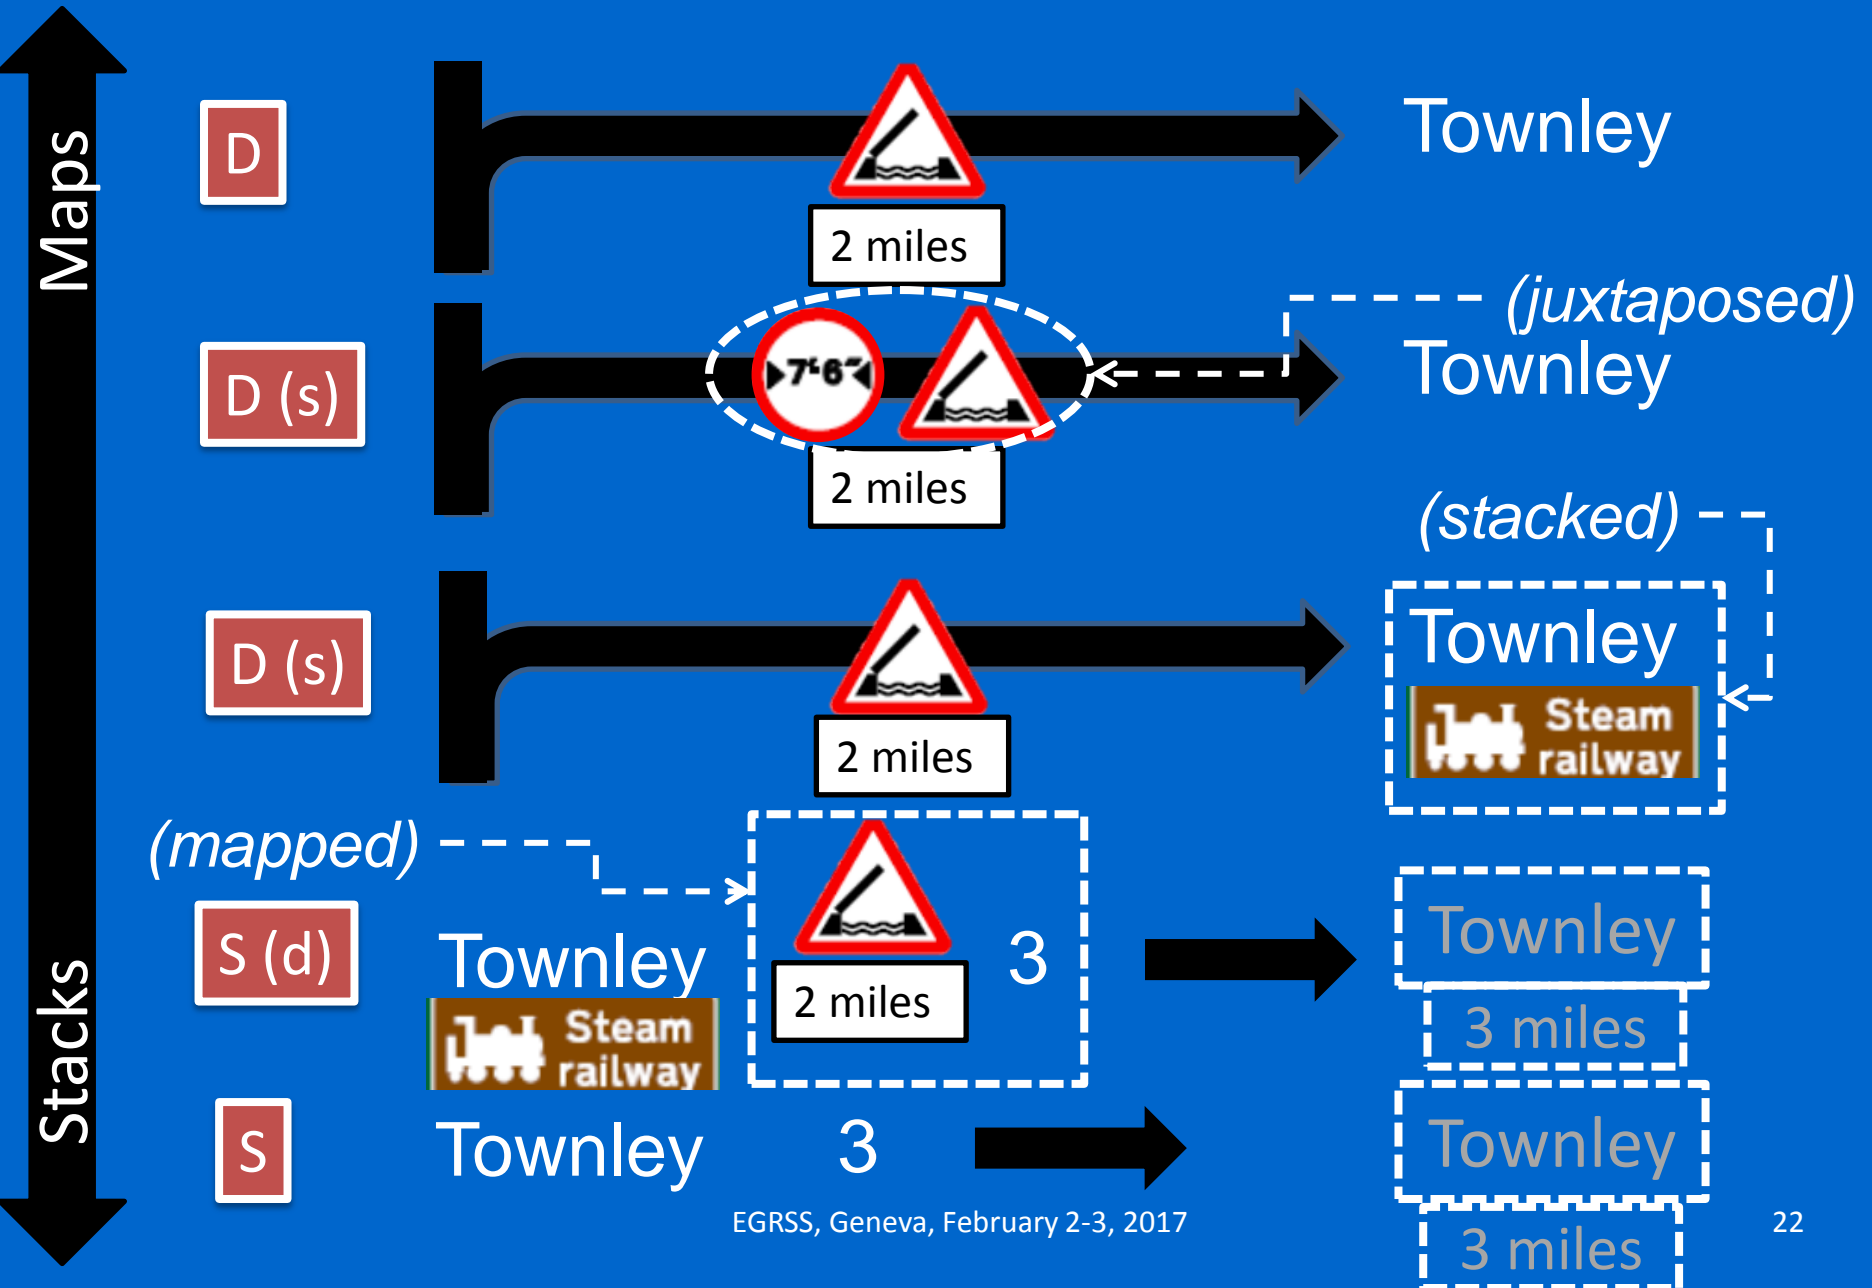 Maps
D
Townley
2 miles
(juxtaposed)
D (s)
7'6"
Townley
2 miles
(stacked)
D (s)
Townley
Steam
railway
2 miles
(mapped)
S (d)
Townley
Steam
railway
2 miles
3
Townley
3 miles
Stacks
S
Townley 3
Townley
3 miles
EGRSS, Geneva, February 2-3, 2017
22